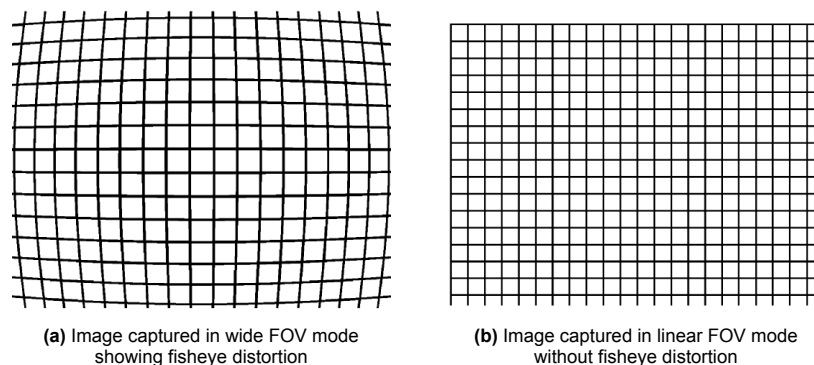 (a) Image captured in wide FOV mode
showing fisheye distortion
(b) Image captured in linear FOV mode
without fisheye distortion